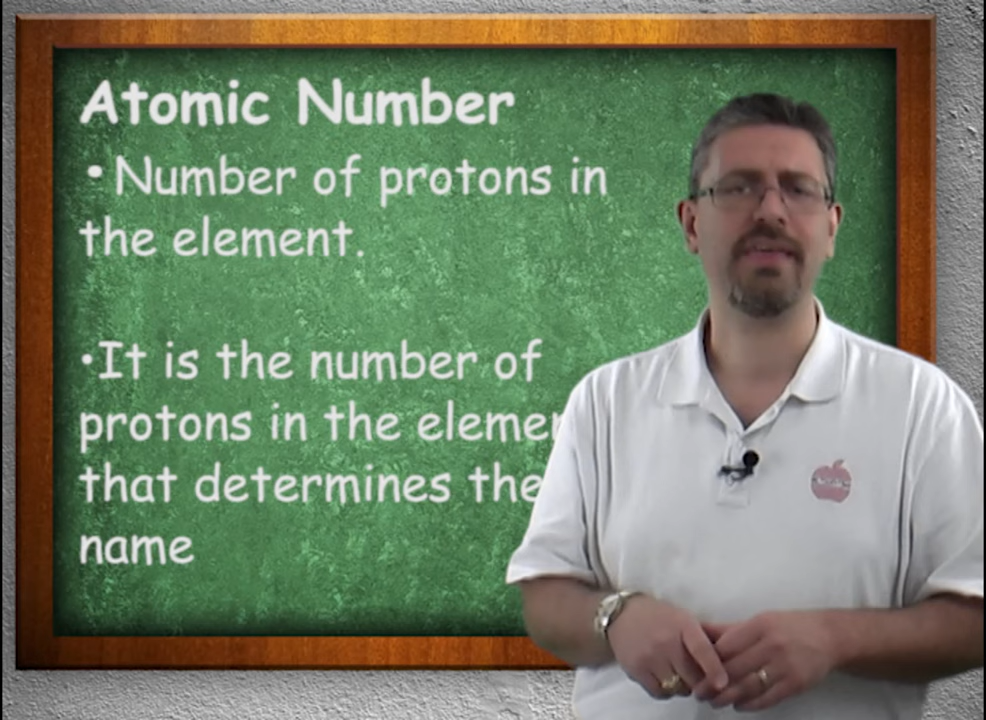 Atomic Number
• Number of protons in
the element.
•It is the number of
protons in the elemen
that determines the
name